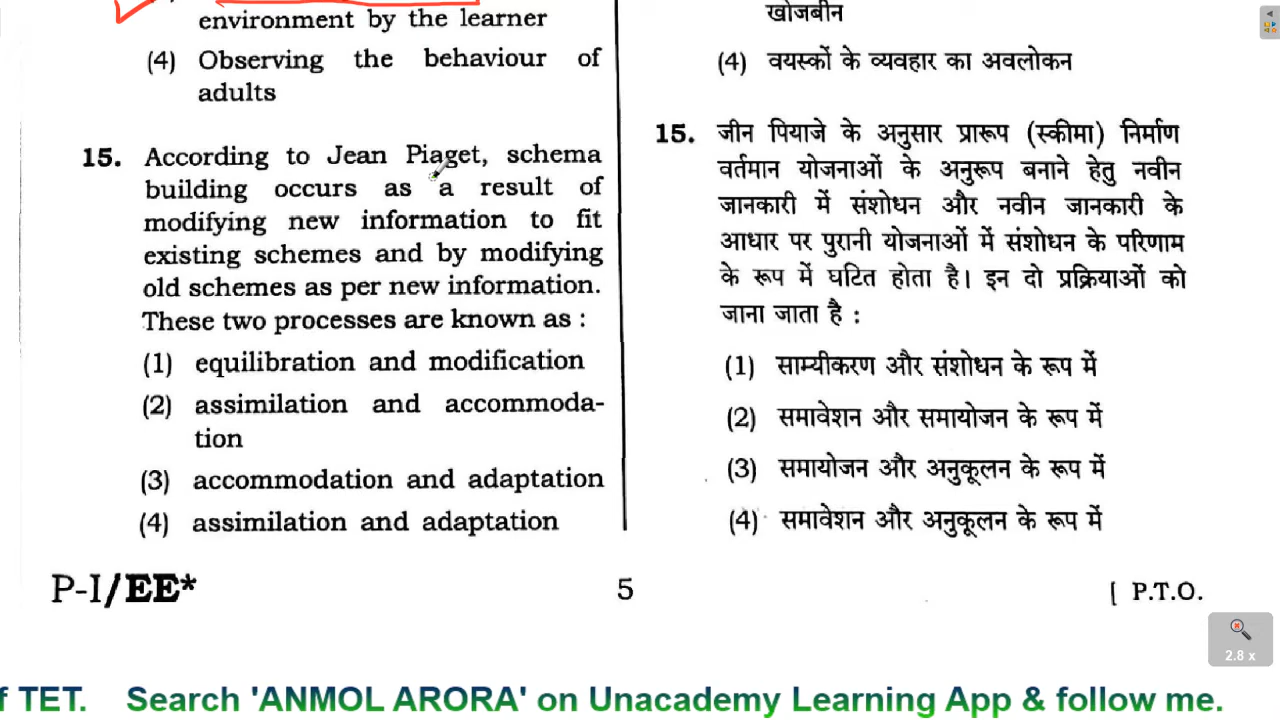 environment by the learner
(4) Observing the behaviour of
adults
15. According to Jean Piaget, schema
building occurs as a result of
modifying new information to fit
existing schemes and by modifying
old schemes as per new information.
These two processes are known as :
(1) equilibration and modification
(2) assimilation and accommoda-
tion
(3) accommodation and adaptation
(4) assimilation and adaptation
खोजबीन
(4) वयस्कों के व्यवहार का अवलोकन
15. जीन पियाजे के अनुसार प्रारूप (स्कीमा) निर्माण
वर्तमान योजनाओं के अनुरूप बनाने हेतु नवीन
जानकारी में संशोधन और नवीन जानकारी के
आधार पर पुरानी योजनाओं में संशोधन के परिणाम
के रूप में घटित होता है। इन दो प्रक्रियाओं को
जाना जाता है :
(1) साम्यीकरण और संशोधन के रूप में
(2) समावेशन और समायोजन के रूप में
(3) समायोजन और अनुकूलन के रूप में
(4) समावेशन और अनुकूलन के रूप में
P-I/EE*
5
[ P.T.O.
2.8 x
f TET. Search 'ANMOL ARORA' on Unacademy Learning App & follow me.